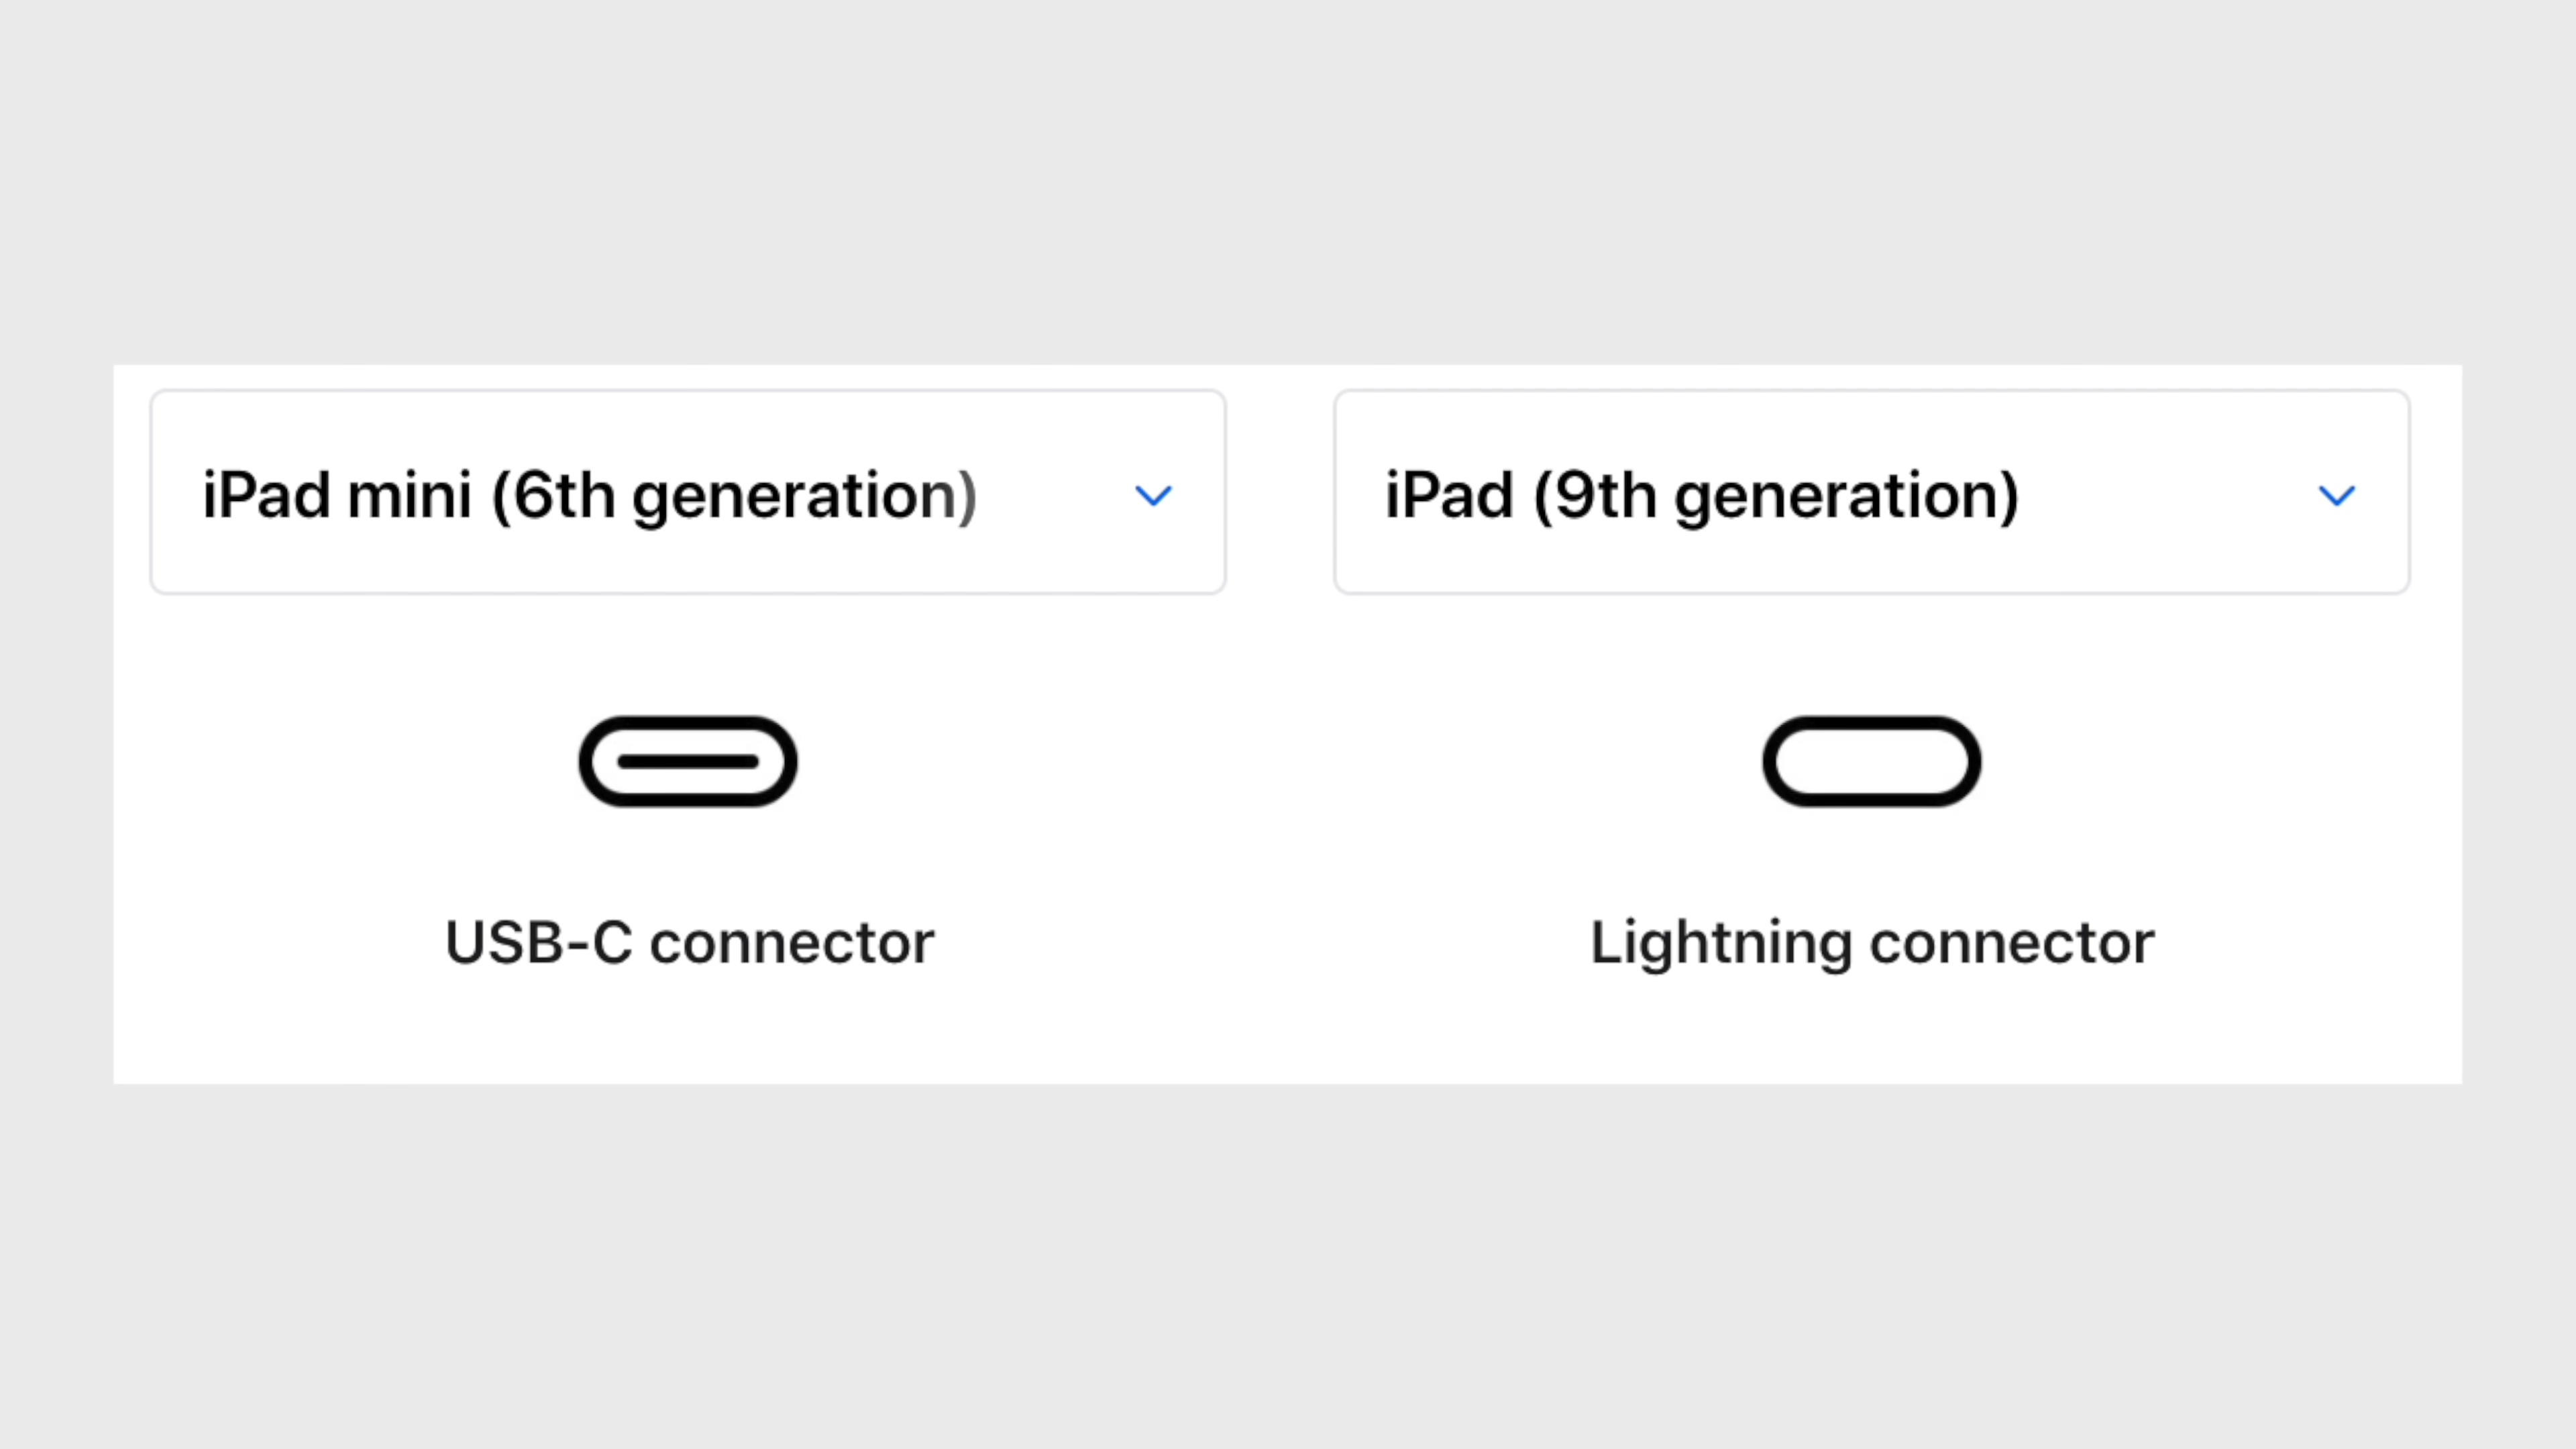 iPad mini (6th generation)
iPad (9th generation)
USB-C connector
Lightning connector